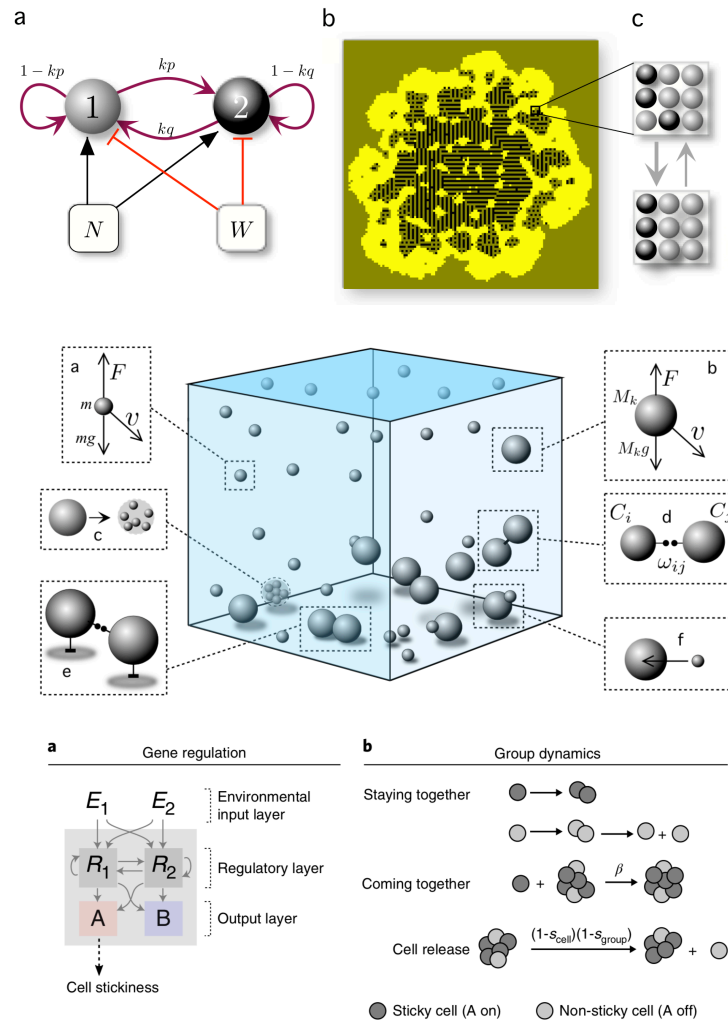 a
b
c
1 − kp
kp
1 − kq
1
2
kq
N
W
a
F
m
mg
v
b
F
M_k
M_k g
v
c
C_i
d
ω_ij
e
f
a
Gene regulation
E_1 E_2
Environmental
input layer
R_1 R_2
Regulatory layer
A B
Output layer
Cell stickiness
b
Group dynamics
Staying together
+
Coming together
+
β
Cell release
(1-s_cell)(1-s_group)
+
Sticky cell (A on)
Non-sticky cell (A off)